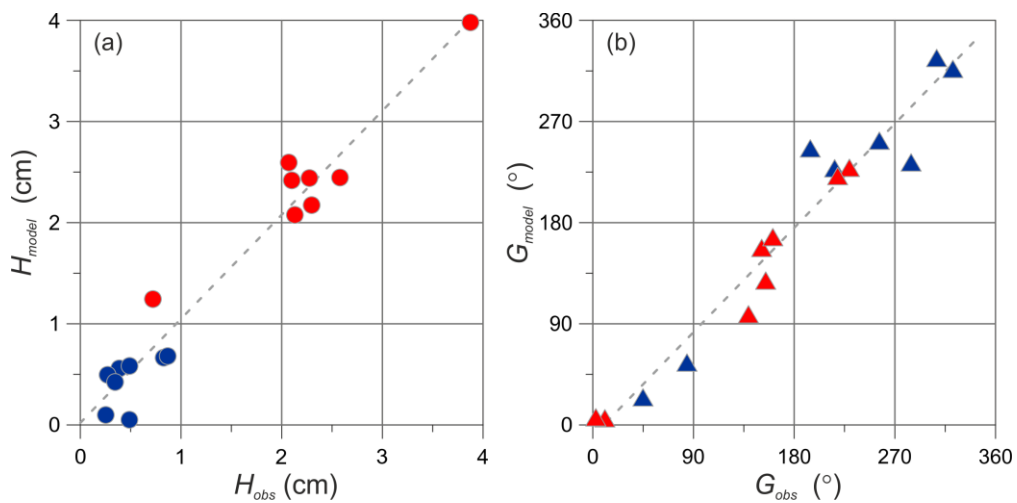 (a)
4
3
2
1
0
H_model (cm)
0 1 2 3 4
H_obs (cm)
(b)
360
270
180
90
0
G_model (°)
0 90 180 270 360
G_obs (°)